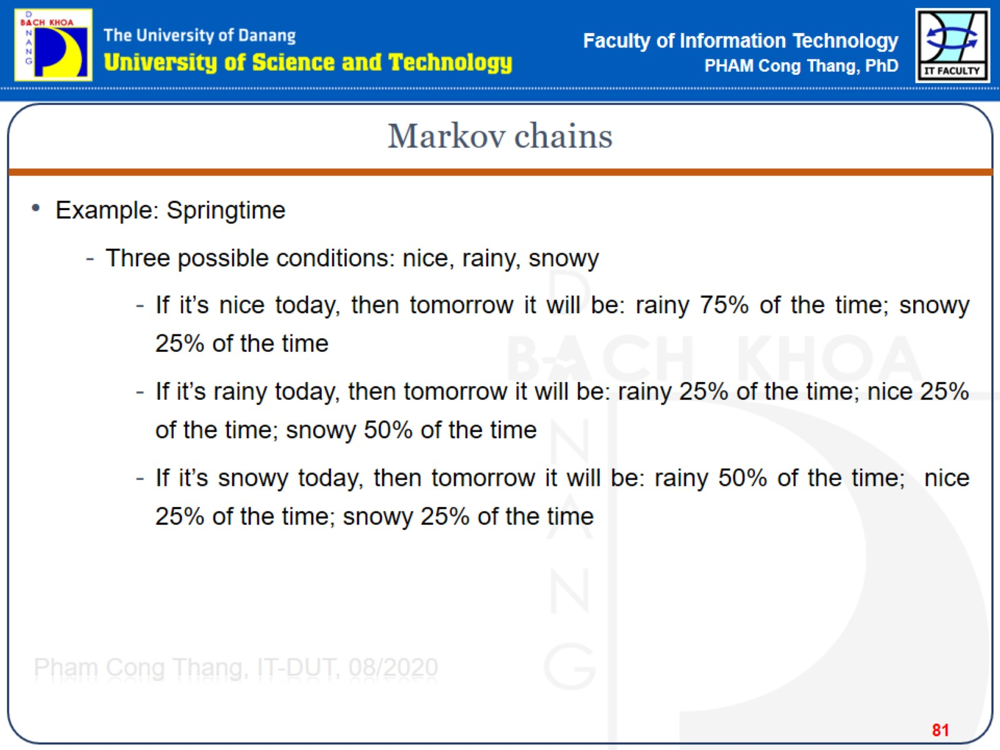 D
BACH KHOA
N
A
N
G
The University of Danang
University of Science and Technology
Faculty of Information Technology
PHAM Cong Thang, PhD
IT FACULTY
Markov chains
• Example: Springtime
- Three possible conditions: nice, rainy, snowy
- If it’s nice today, then tomorrow it will be: rainy 75% of the time; snowy
25% of the time
- If it’s rainy today, then tomorrow it will be: rainy 25% of the time; nice 25%
of the time; snowy 50% of the time
- If it’s snowy today, then tomorrow it will be: rainy 50% of the time; nice
25% of the time; snowy 25% of the time
D
BACH KHOA
N
A
N
G
Pham Cong Thang, IT-DUT, 08/2020
81